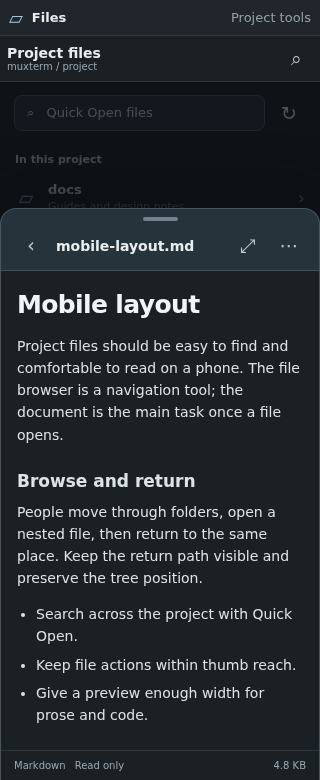 Files
Project tools
Project files
muxterm / project
Quick Open files
In this project
docs
Guides and design notes
mobile-layout.md
Mobile layout
Project files should be easy to find and
comfortable to read on a phone. The file
browser is a navigation tool; the
document is the main task once a file
opens.
Browse and return
People move through folders, open a
nested file, then return to the same
place. Keep the return path visible and
preserve the tree position.
• Search across the project with Quick
Open.
• Keep file actions within thumb reach.
• Give a preview enough width for
prose and code.
Markdown Read only
4.8 KB